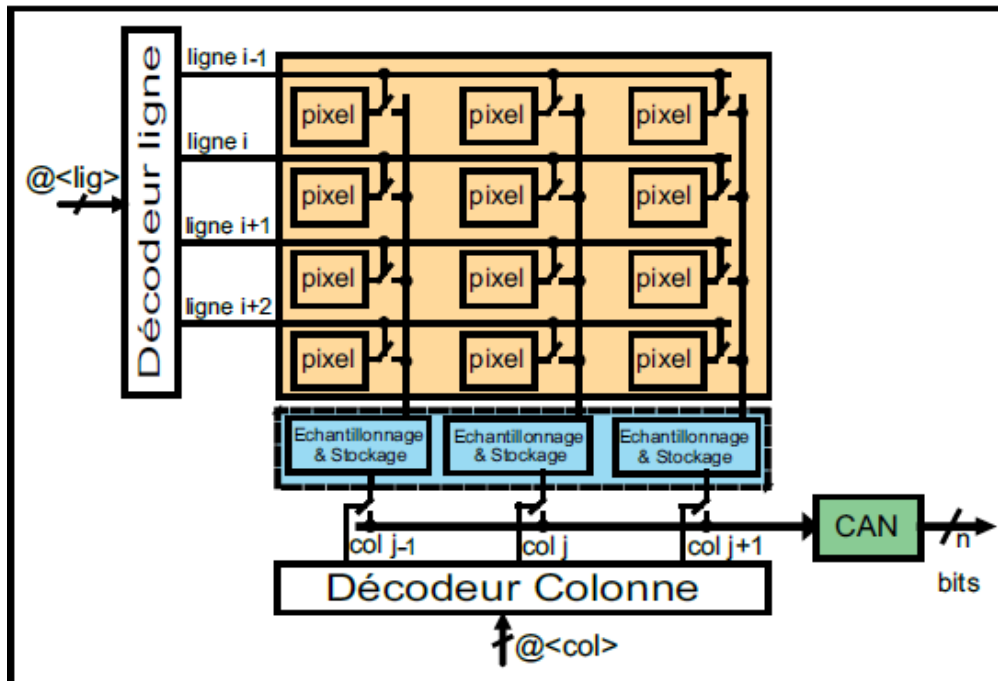 Décodeur ligne
@<lig>
ligne i-1
pixel pixel pixel
ligne i
pixel pixel pixel
ligne i+1
pixel pixel pixel
ligne i+2
pixel pixel pixel
Echantillonnage
& Stockage
Echantillonnage
& Stockage
Echantillonnage
& Stockage
col j-1
col j
col j+1
CAN
n
bits
Décodeur Colonne
@<col>